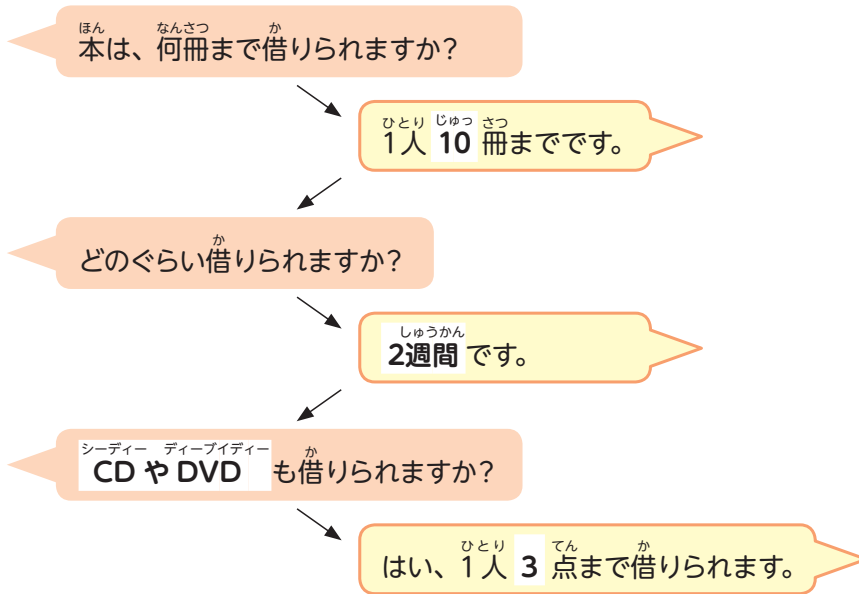 ほん なんさつ か
本は、何冊まで借りられますか?
ひとり じゅっ さつ
1人 10 冊までです。
か
どのぐらい借りられますか?
しゅうかん
2週間 です。
シーディー ディーブイディー か
CD や DVD も借りられますか?
ひとり てん か
はい、1人 3 点まで借りられます。